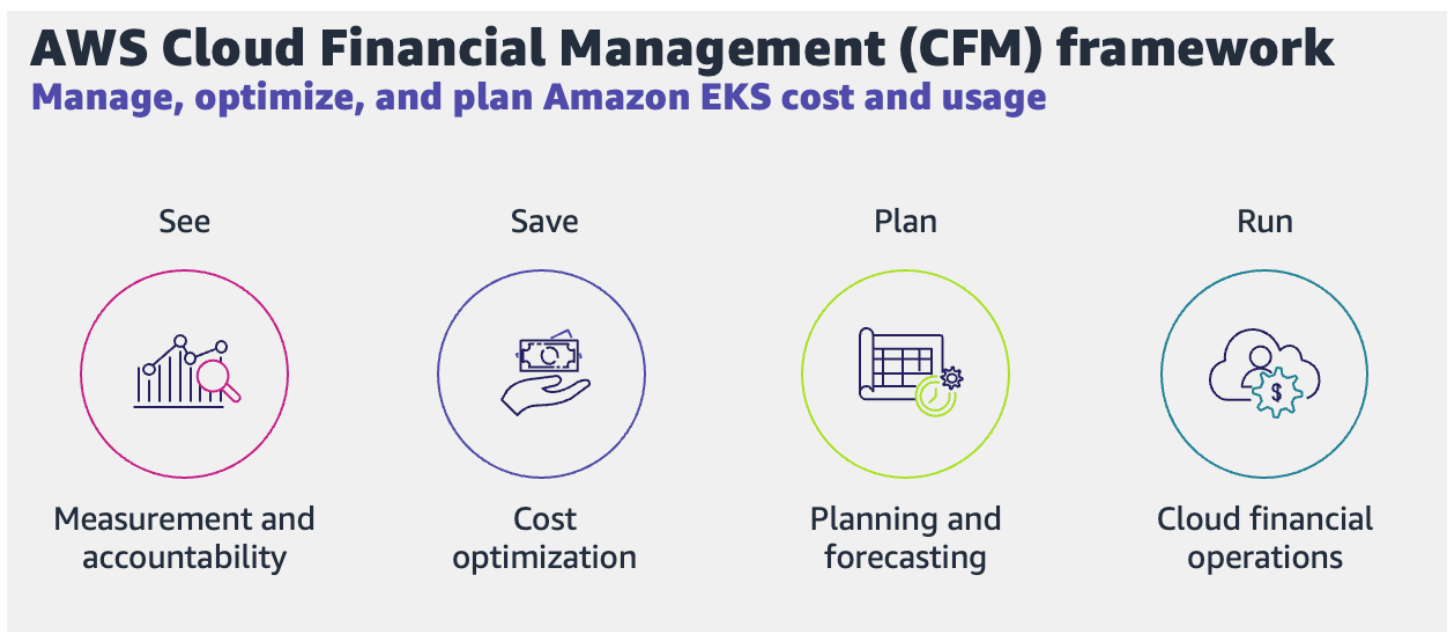 AWS Cloud Financial Management (CFM) framework
Manage, optimize, and plan Amazon EKS cost and usage
See
Save
Plan
Run
$
Measurement and
accountability
Cost
optimization
Planning and
forecasting
Cloud financial
operations